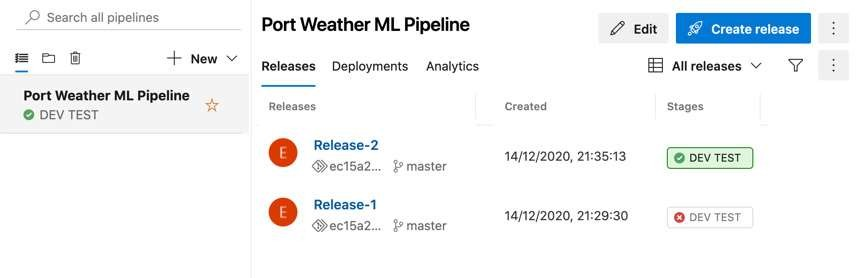 Search all pipelines
New
Port Weather ML Pipeline
DEV TEST
Port Weather ML Pipeline
Edit
Create release
Releases Deployments Analytics
All releases
Releases Created Stages
E Release-2 14/12/2020, 21:35:13 DEV TEST
ec15a2... master
E Release-1 14/12/2020, 21:29:30 DEV TEST
ec15a2... master